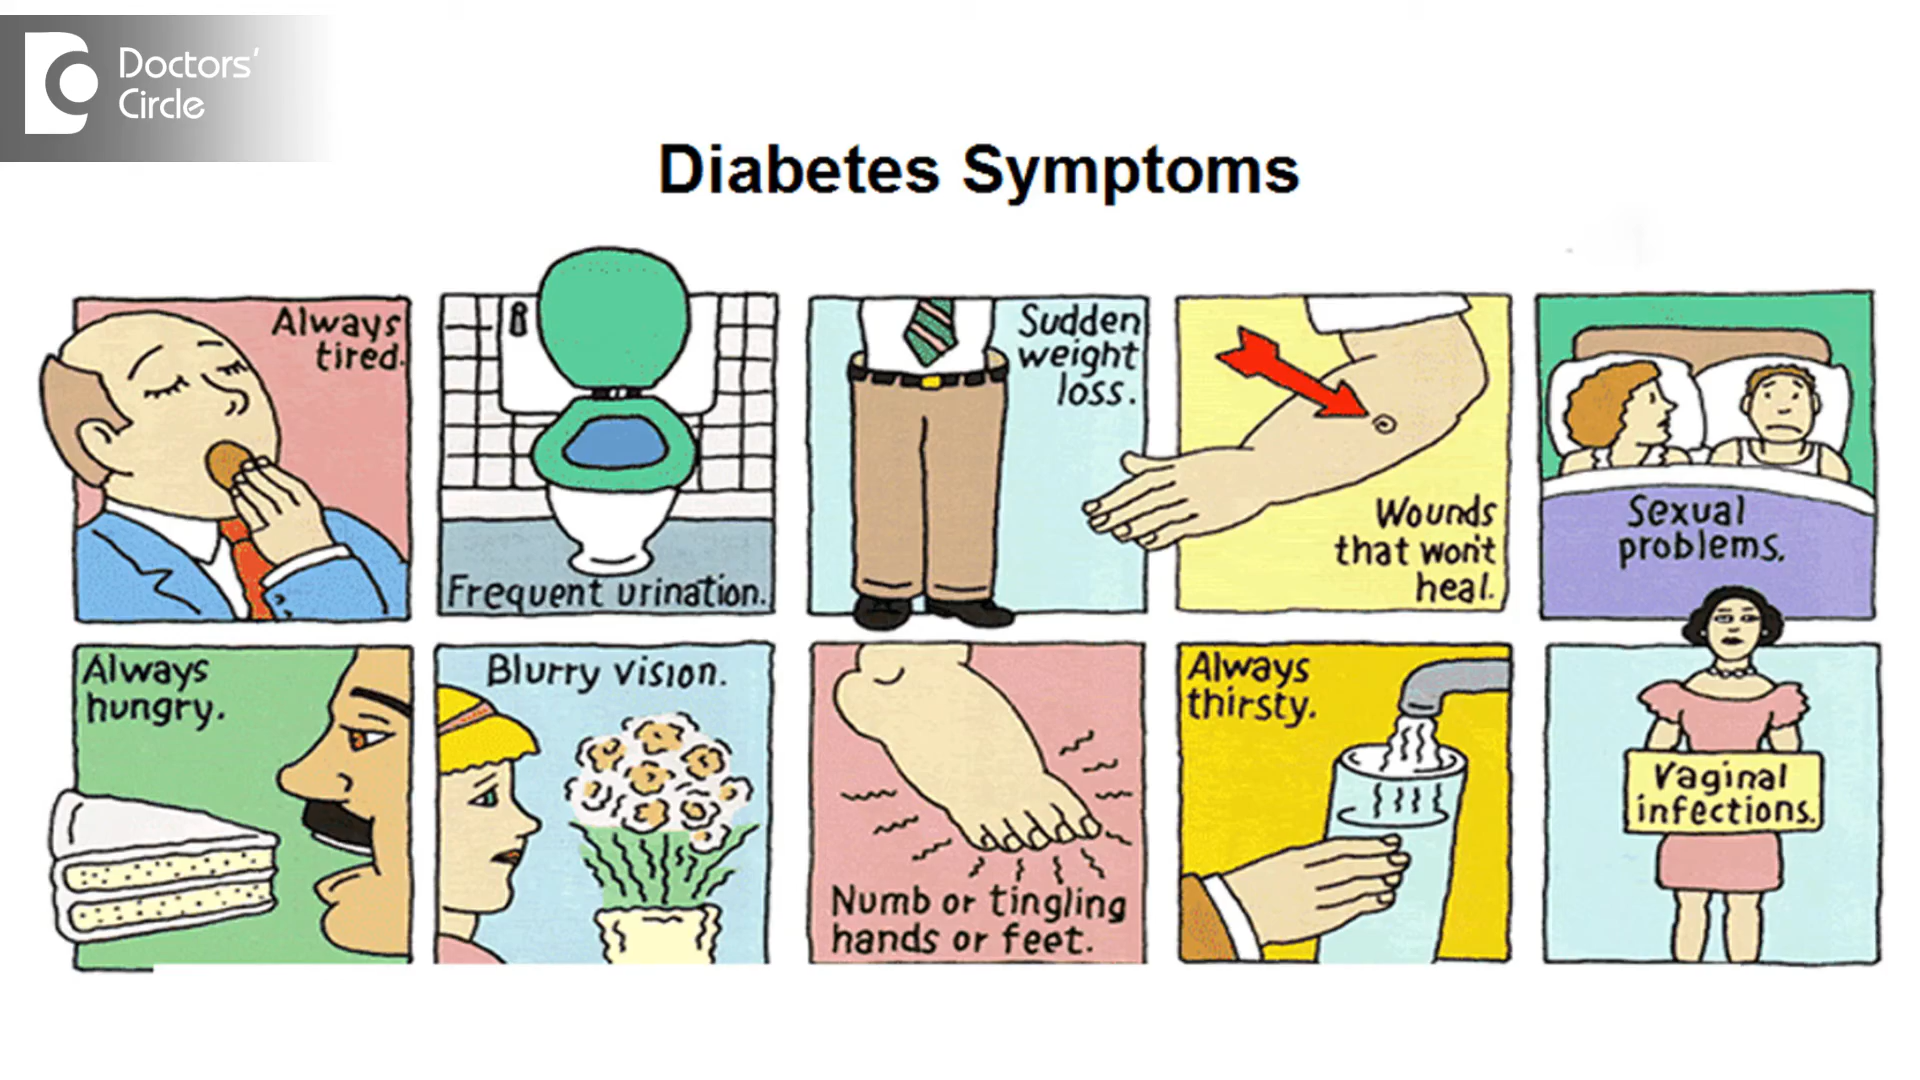 Doctors'
Circle
Diabetes Symptoms
Always
tired.
Frequent urination.
Sudden
weight
loss.
Wounds
that won't
heal.
Sexual
problems.
Always
hungry.
Blurry vision.
Numb or tingling
hands or feet.
Always
thirsty.
Vaginal
infections.